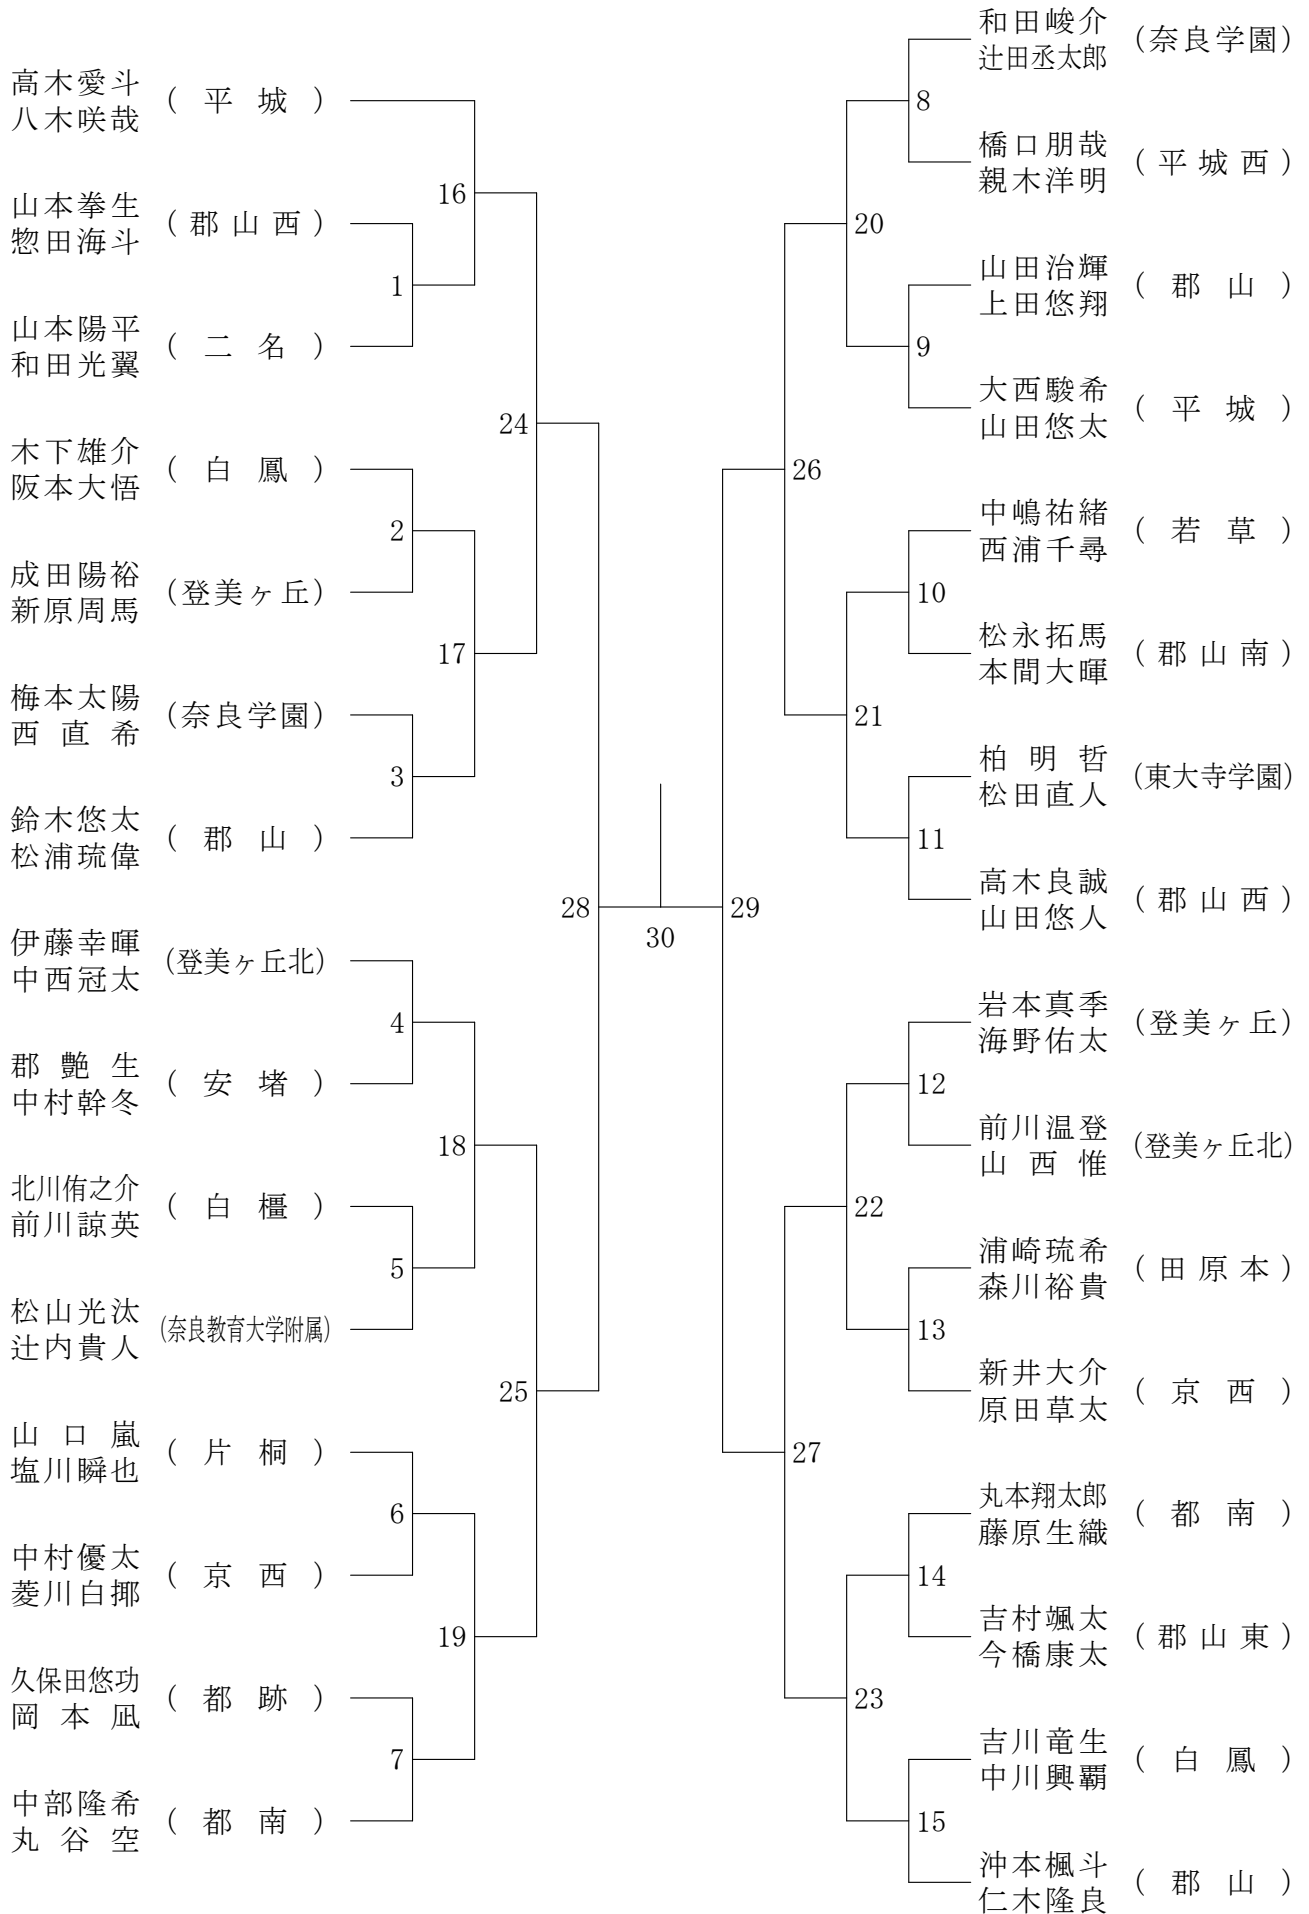 高木愛斗
八木咲哉
( 平 城 )
16
山本拳生
惣田海斗
( 郡 山 西 )
1
山本陽平
和田光翼
( 二 名 )
24
木下雄介
阪本大悟
( 白 鳳 )
2
成田陽裕
新原周馬
(登美ヶ丘)
17
梅本太陽
西 直 希
(奈良学園)
3
鈴木悠太
松浦琉偉
( 郡 山 )
28
伊藤幸暉
中西冠太
(登美ヶ丘北)
4
郡 艶 生
中村幹冬
( 安 堵 )
18
北川侑之介
前川諒英
( 白 橿 )
5
松山光汰
辻内貴人
(奈良教育大学附属)
25
山 口 嵐
塩川瞬也
( 片 桐 )
6
中村優太
菱川白揶
( 京 西 )
19
久保田悠功
岡 本 凪
( 都 跡 )
7
中部隆希
丸 谷 空
( 都 南 )
30
和田峻介
辻田丞太郎
(奈良学園)
8
橋口朋哉
親木洋明
( 平 城 西 )
20
山田治輝
上田悠翔
( 郡 山 )
9
大西駿希
山田悠太
( 平 城 )
26
中嶋祐緒
西浦千尋
( 若 草 )
10
松永拓馬
本間大暉
( 郡 山 南 )
21
柏 明 哲
松田直人
(東大寺学園)
11
高木良誠
山田悠人
( 郡 山 西 )
29
岩本真季
海野佑太
(登美ヶ丘)
12
前川温登
山 西 惟
(登美ヶ丘北)
22
浦崎琉希
森川裕貴
( 田 原 本 )
13
新井大介
原田草太
( 京 西 )
27
丸本翔太郎
藤原生織
( 都 南 )
14
吉村颯太
今橋康太
( 郡 山 東 )
23
吉川竜生
中川興覇
( 白 鳳 )
15
沖本楓斗
仁木隆良
( 郡 山 )